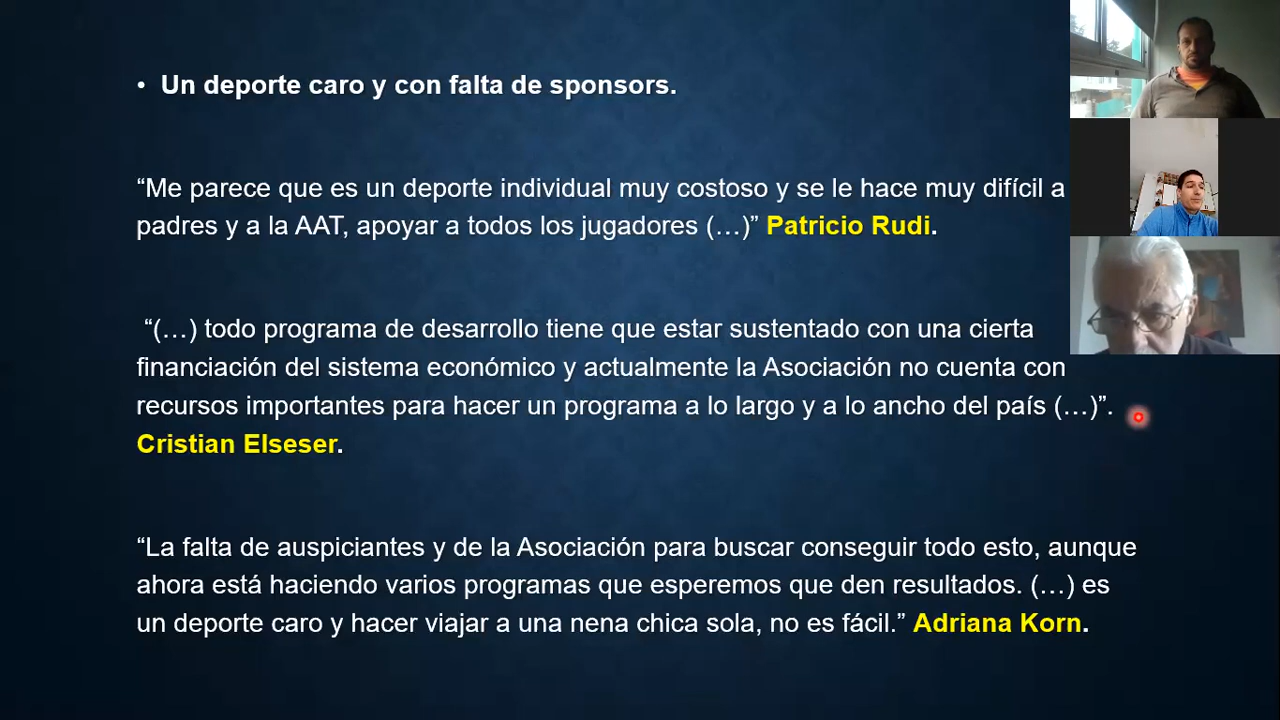 • Un deporte caro y con falta de sponsors.
“Me parece que es un deporte individual muy costoso y se le hace muy difícil a
padres y a la AAT, apoyar a todos los jugadores (…)” Patricio Rudi.
“(…) todo programa de desarrollo tiene que estar sustentado con una cierta
financiación del sistema económico y actualmente la Asociación no cuenta con
recursos importantes para hacer un programa a lo largo y a lo ancho del país (…)”.
Cristian Elseser.
“La falta de auspiciantes y de la Asociación para buscar conseguir todo esto, aunque
ahora está haciendo varios programas que esperemos que den resultados. (…) es
un deporte caro y hacer viajar a una nena chica sola, no es fácil.” Adriana Korn.